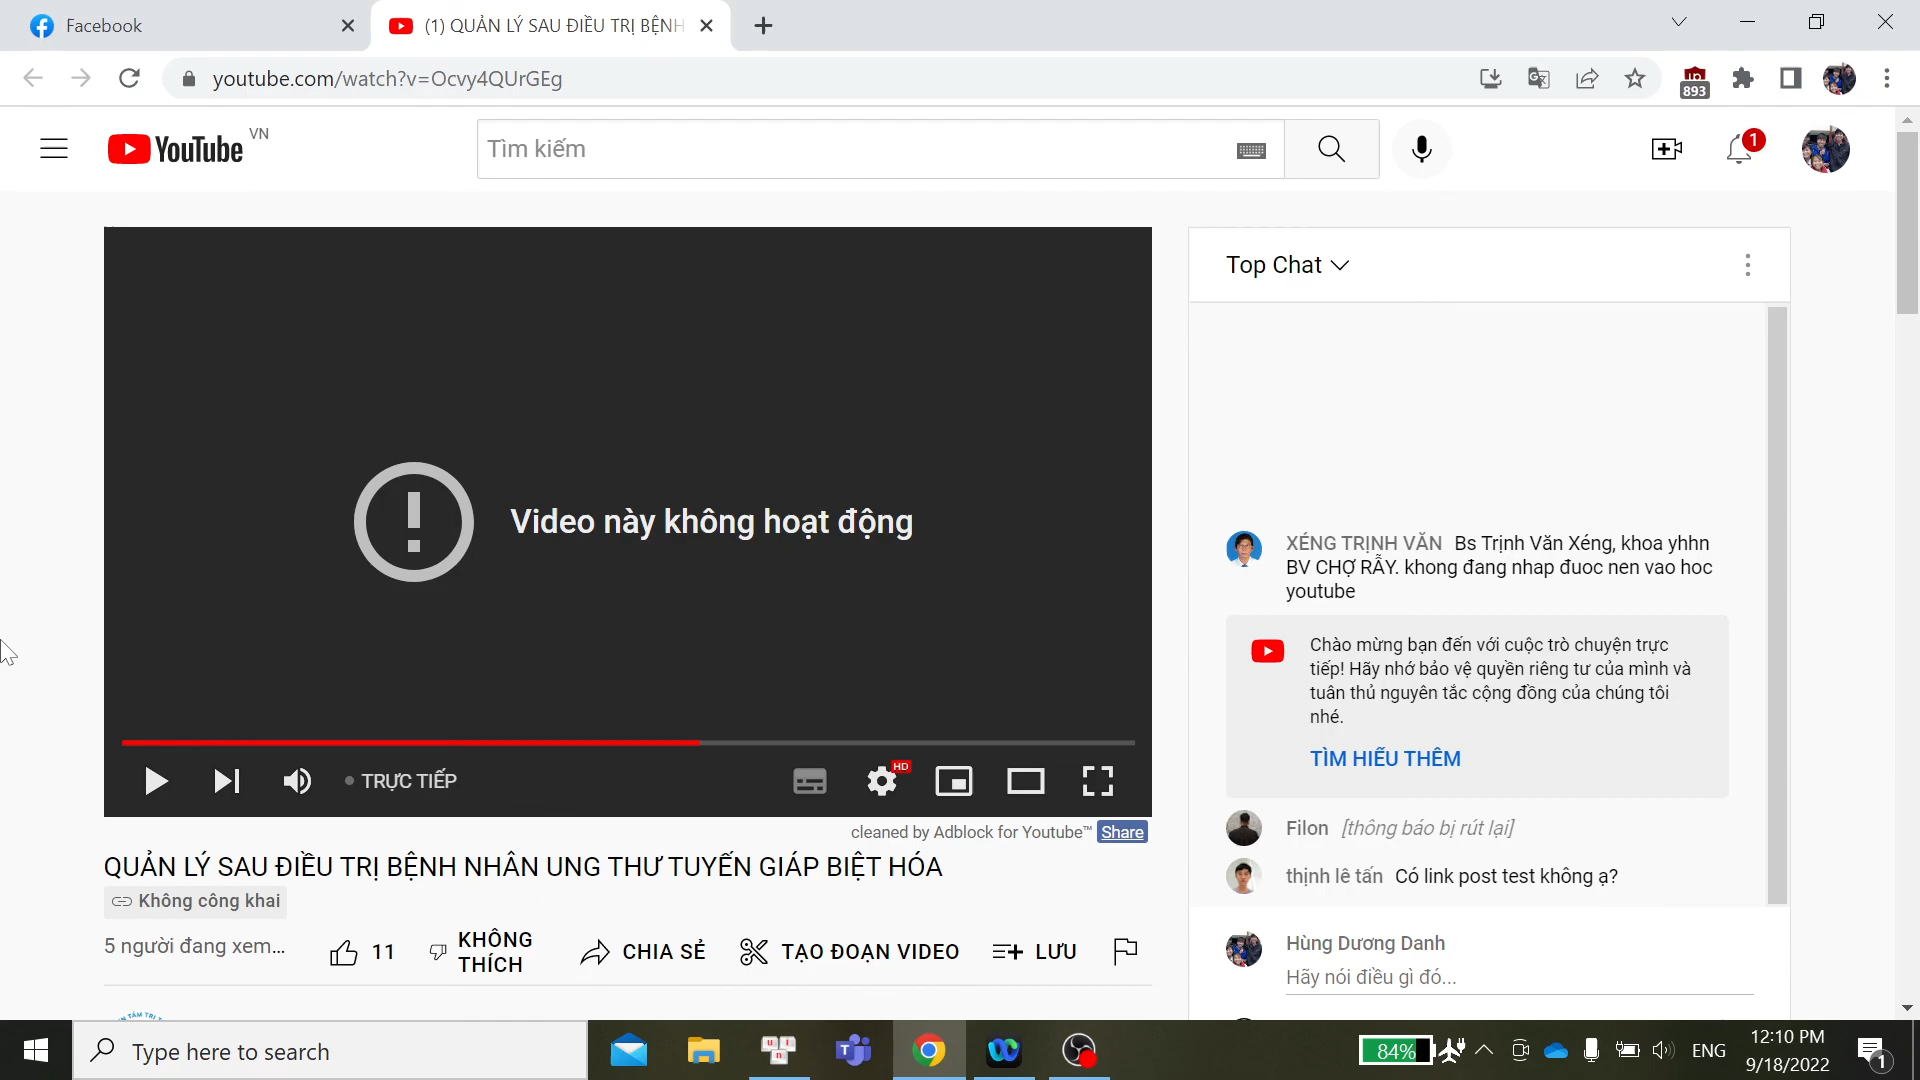 Facebook
(1) QUẢN LÝ SAU ĐIỀU TRỊ BỆNH
youtube.com/watch?v=Ocvy4QUrGEg
893
YouTube VN
Tìm kiếm
1
Video này không hoạt động
HD
TRỰC TIẾP
cleaned by Adblock for Youtube™ Share
QUẢN LÝ SAU ĐIỀU TRỊ BỆNH NHÂN UNG THƯ TUYẾN GIÁP BIỆT HÓA
Không công khai
5 người đang xem...
11
KHÔNG
THÍCH
CHIA SẺ
TẠO ĐOẠN VIDEO
LƯU
Top Chat
XÉNG TRỊNH VĂN Bs Trịnh Văn Xéng, khoa yhhn
BV CHỢ RẪY. khong đang nhap đuoc nen vao hoc
youtube
Chào mừng bạn đến với cuộc trò chuyện trực
tiếp! Hãy nhớ bảo vệ quyền riêng tư của mình và
tuân thủ nguyên tắc cộng đồng của chúng tôi
nhé.
TÌM HIỂU THÊM
Filon [thông báo bị rút lại]
thịnh lê tấn Có link post test không ạ?
Hùng Dương Danh
Hãy nói điều gì đó...
Type here to search
84%
ENG
12:10 PM
9/18/2022
1